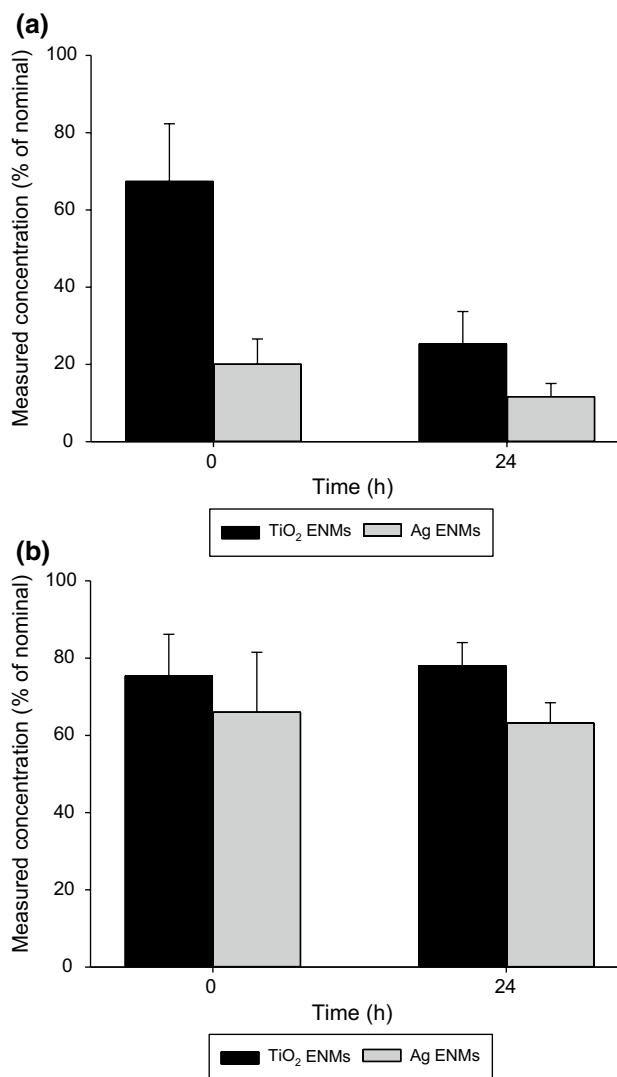 (a)
Measured concentration (% of nominal)
100
80
60
40
20
0
0 24
Time (h)
TiO₂ ENMs Ag ENMs
(b)
Measured concentration (% of nominal)
100
80
60
40
20
0
0 24
Time (h)
TiO₂ ENMs Ag ENMs